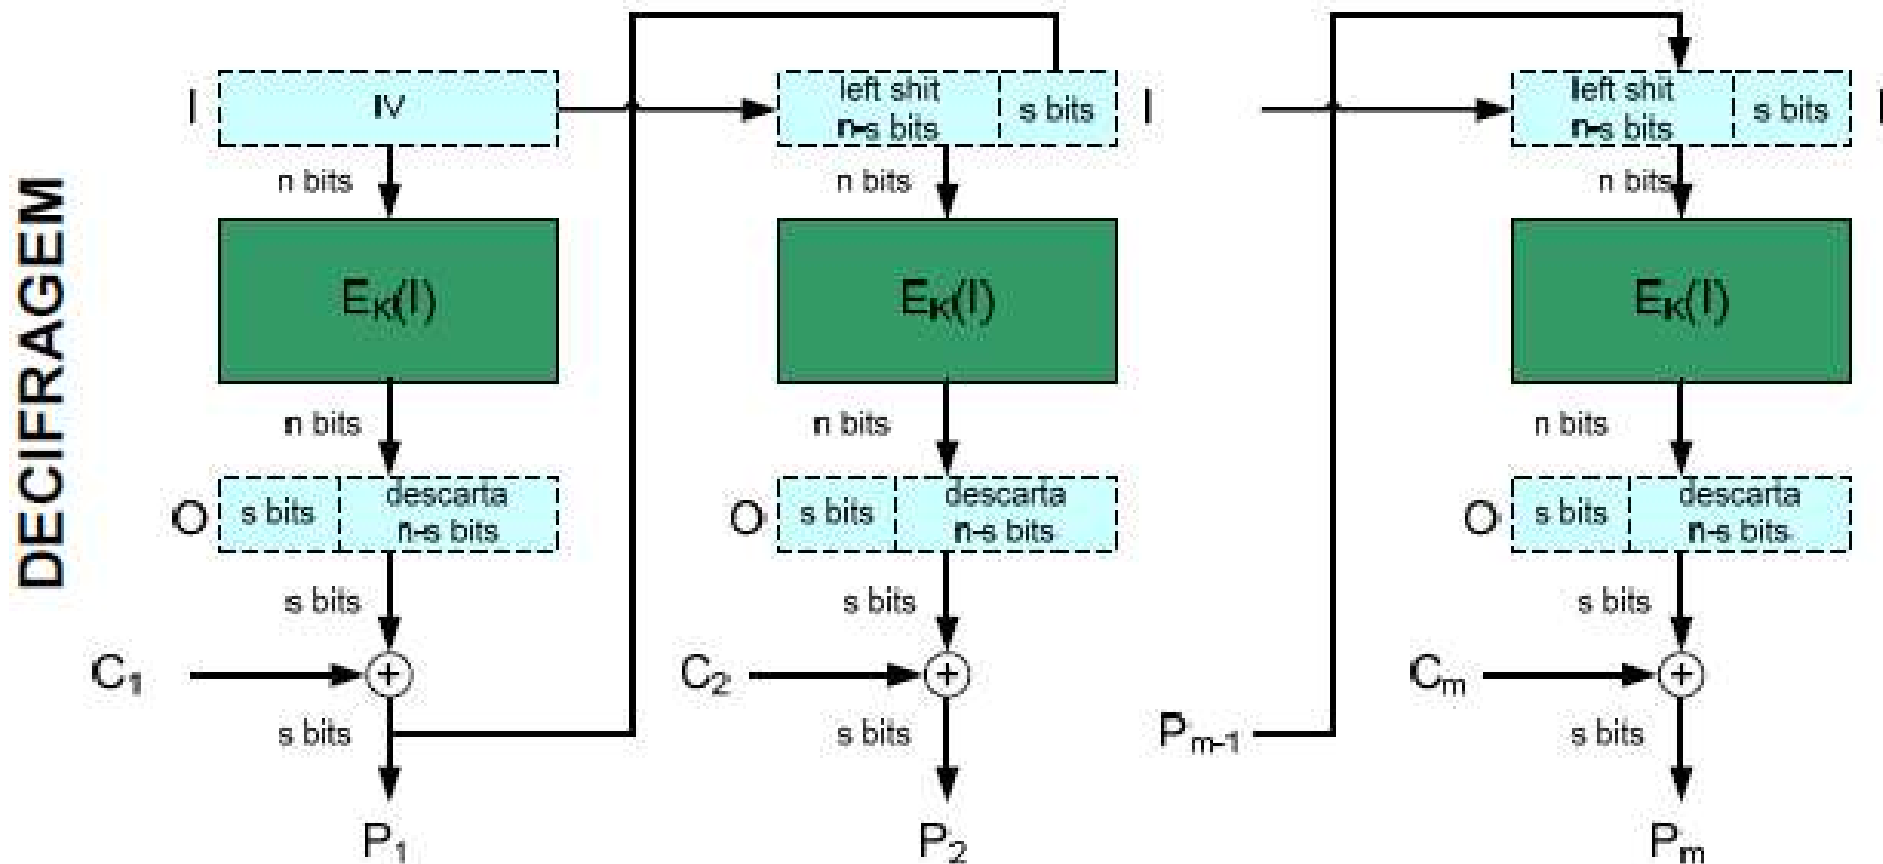 DECIFRAGEM
I
IV
left shit
n-s bits
s bits
I
left shit
n-s bits
s bits
I
n bits
n bits
n bits
EK(I)
EK(I)
EK(I)
n bits
n bits
n bits
O
s bits
descarta
n-s bits
O
s bits
descarta
n-s bits
O
s bits
descarta
n-s bits
s bits
s bits
s bits
C1
+
C2
+
Cm
+
s bits
s bits
Pm-1
s bits
P1
P2
Pm